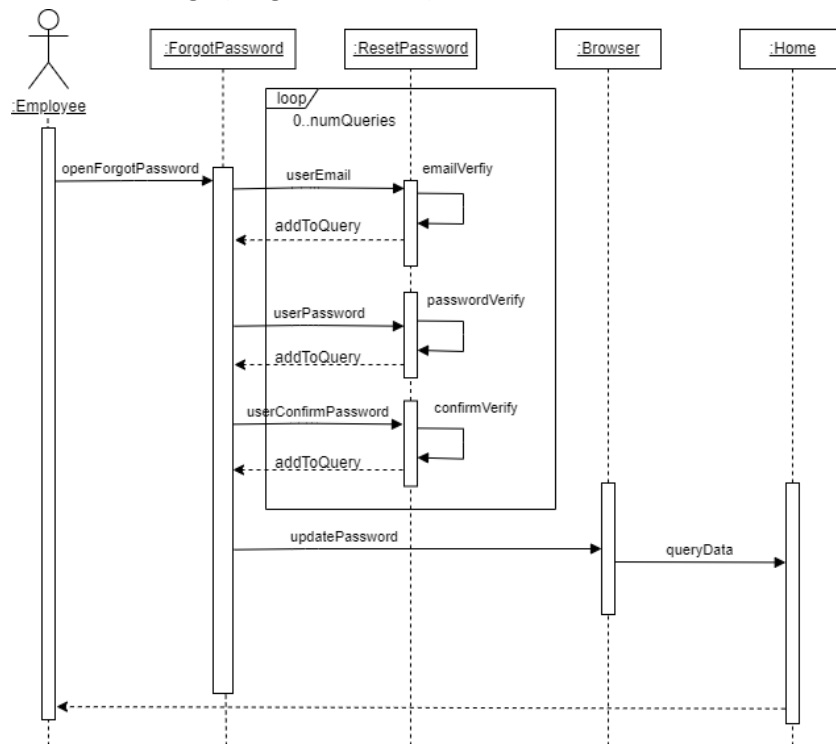 :ForgotPassword
:ResetPassword
:Browser
:Home
:Employee
loop
0..numQueries
openForgotPassword
userEmail
emailVerfiy
addToQuery
userPassword
passwordVerify
addToQuery
userConfirmPassword
confirmVerify
addToQuery
updatePassword
queryData